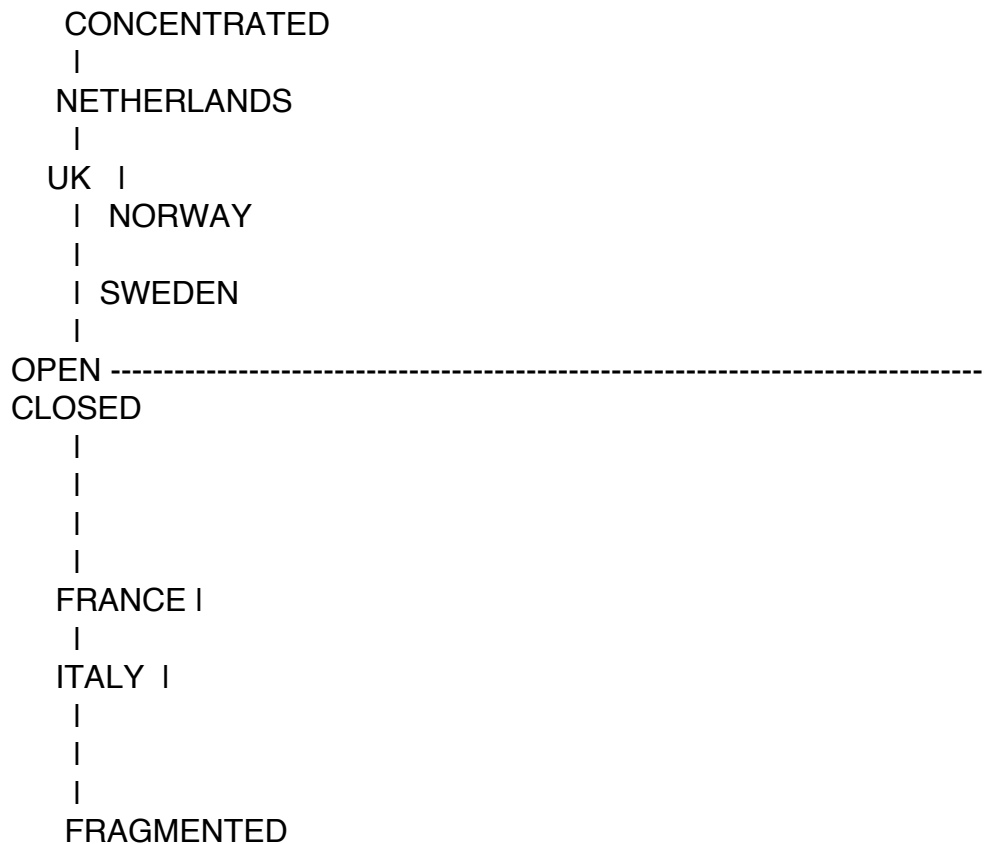 CONCENTRATED
|
NETHERLANDS
|
UK |
| NORWAY
|
| SWEDEN
|
OPEN -----------------------------------------------------------------------------------
CLOSED
|
|
|
|
FRANCE |
|
ITALY |
|
|
|
FRAGMENTED